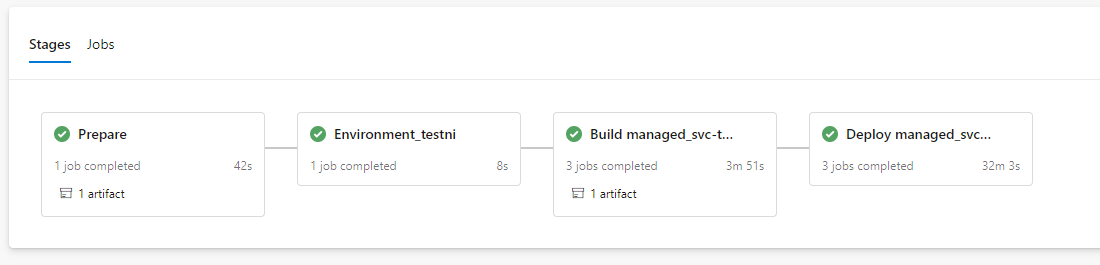 Stages Jobs
Prepare
1 job completed 42s
1 artifact
Environment_testni
1 job completed 8s
Build managed_svc-t...
3 jobs completed 3m 51s
1 artifact
Deploy managed_svc...
3 jobs completed 32m 3s